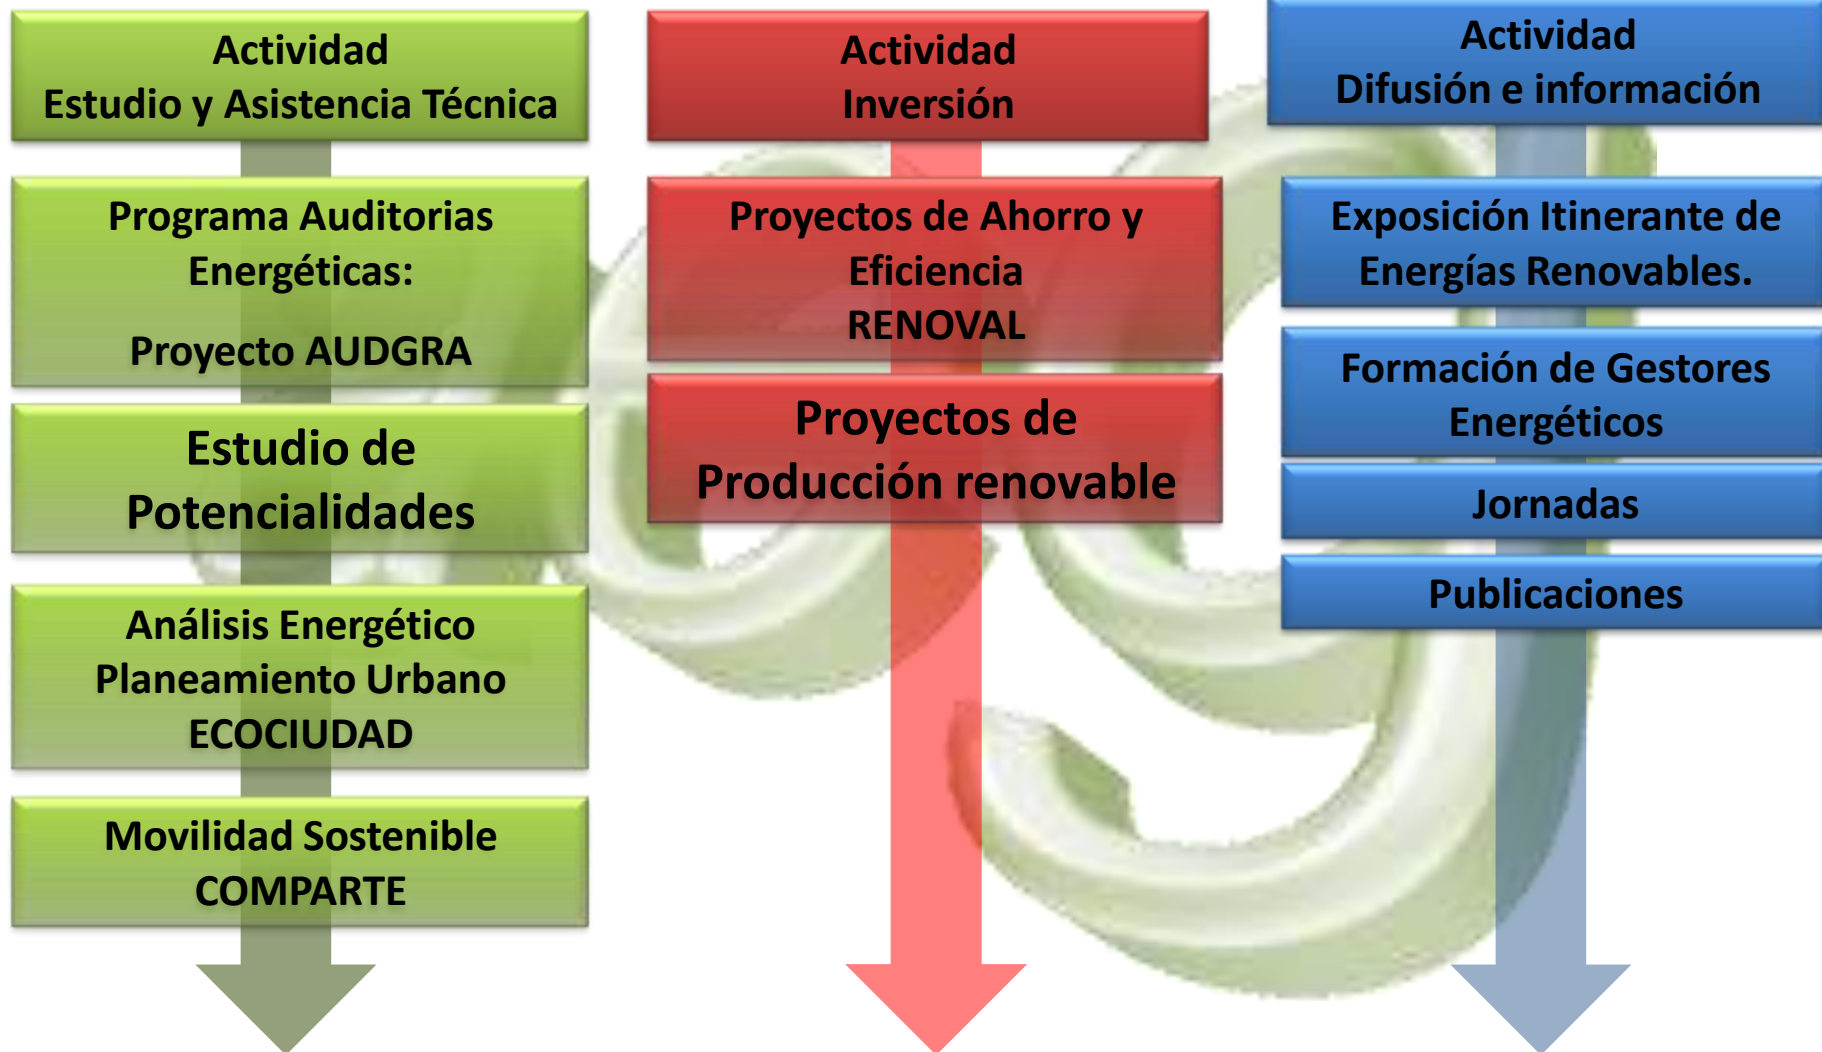 Actividad
Estudio y Asistencia Técnica
Programa Auditorias
Energéticas:
Proyecto AUDGRA
Estudio de
Potencialidades
Análisis Energético
Planeamiento Urbano
ECOCIUDAD
Movilidad Sostenible
COMPARTE
Actividad
Inversión
Proyectos de Ahorro y
Eficiencia
RENOVAL
Proyectos de
Producción renovable
Actividad
Difusión e información
Exposición Itinerante de
Energías Renovables.
Formación de Gestores
Energéticos
Jornadas
Publicaciones